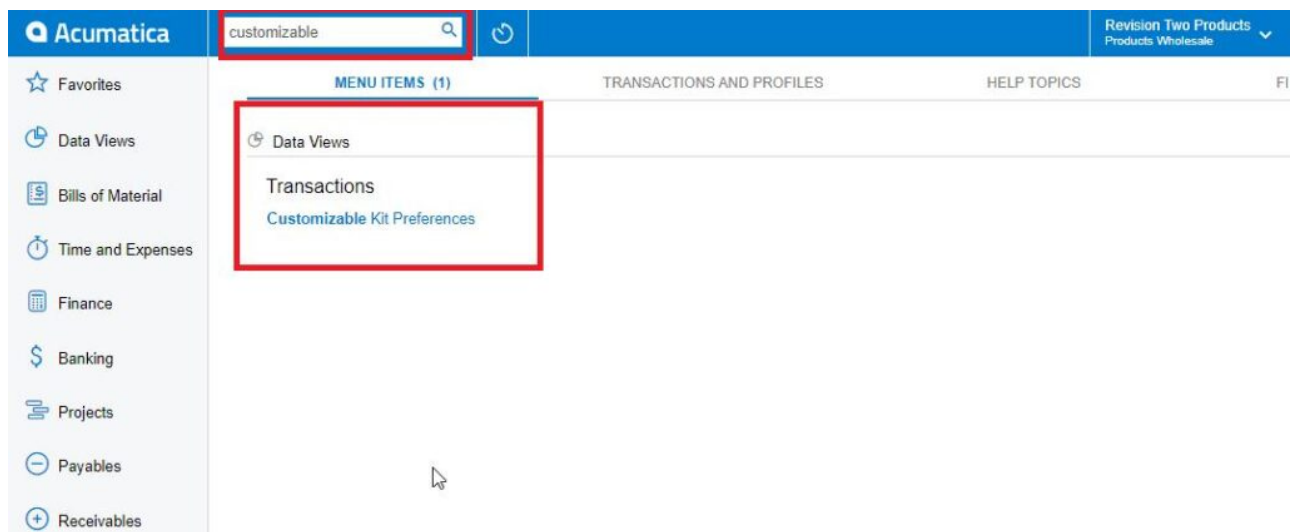 Acumatica
customizable
Revision Two Products
Products Wholesale
Favorites
Data Views
Bills of Material
Time and Expenses
Finance
Banking
Projects
Payables
Receivables
MENU ITEMS (1)
TRANSACTIONS AND PROFILES
HELP TOPICS
FI
Data Views
Transactions
Customizable Kit Preferences